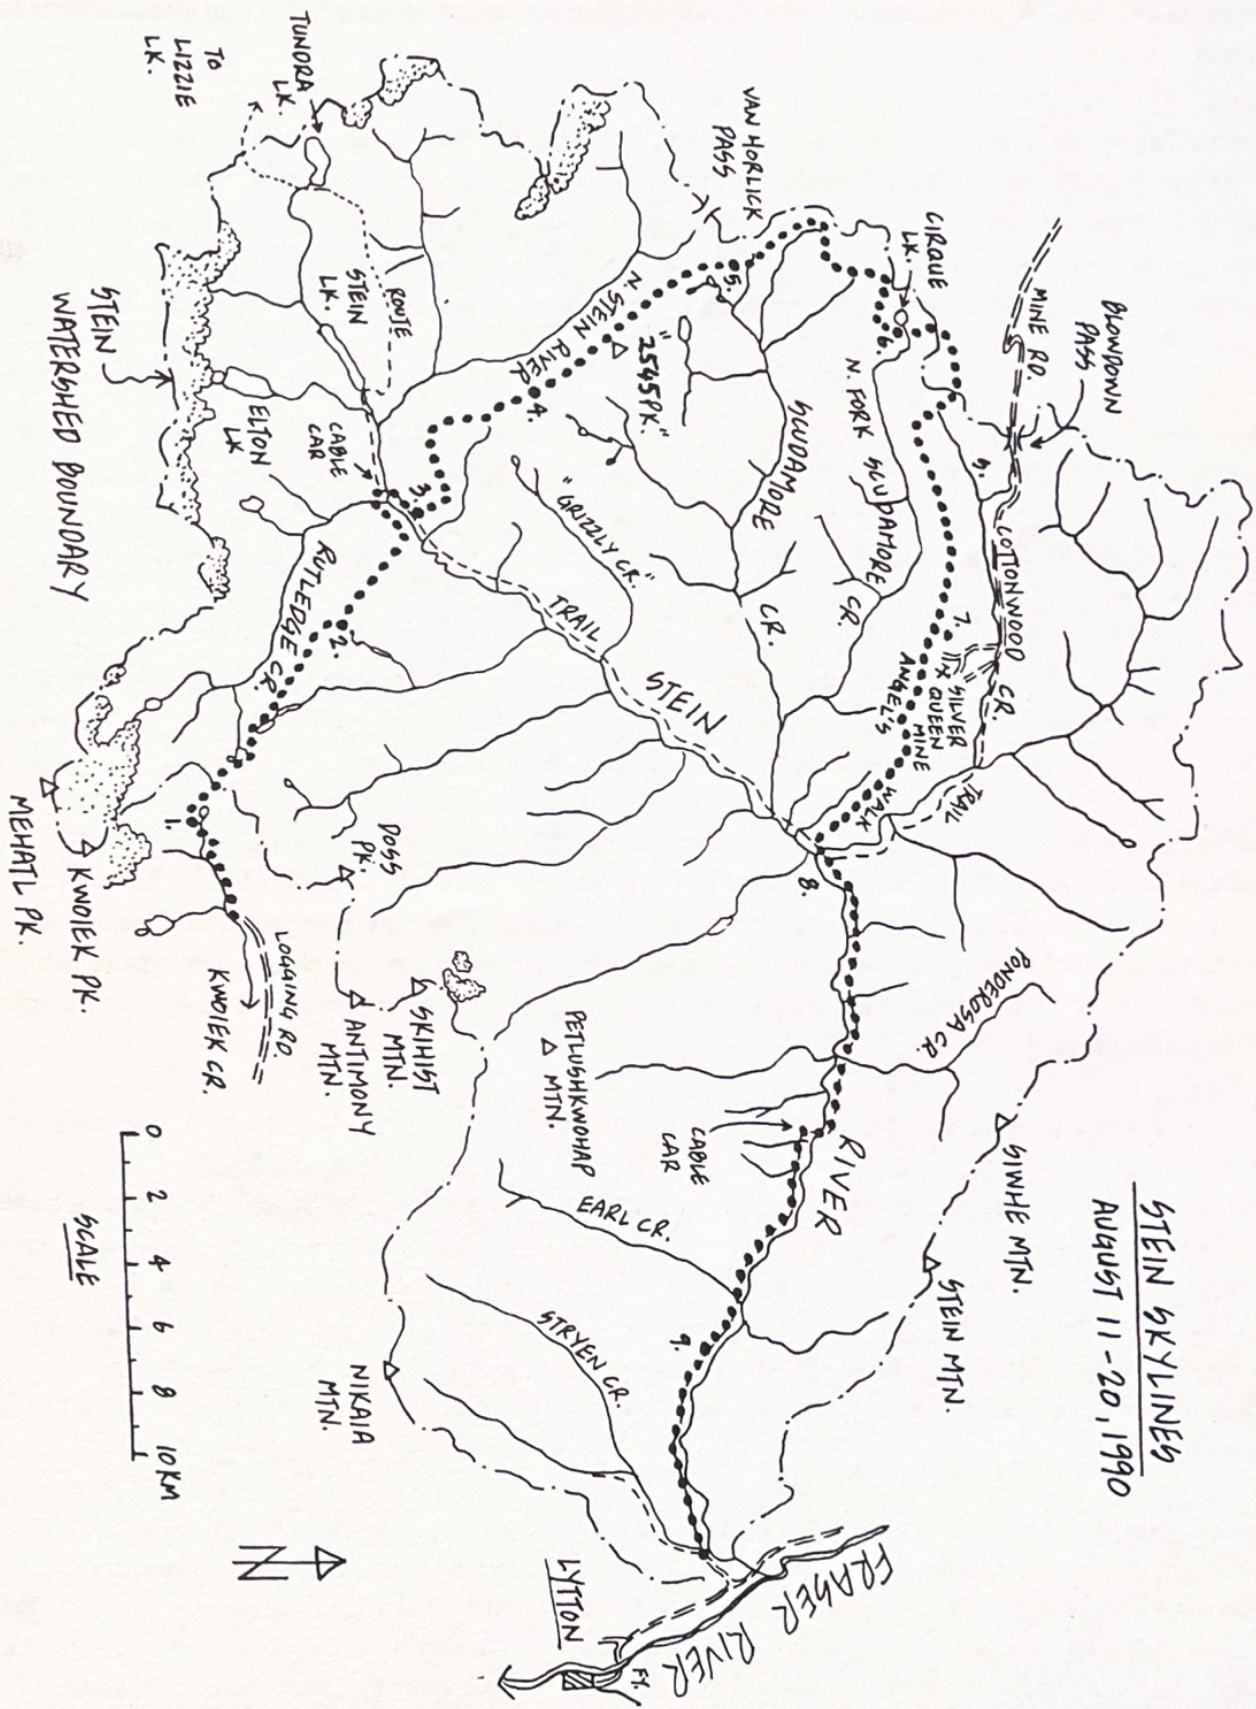 STEIN SKYLINES
AUGUST 11 - 20, 1990
BLOWDOWN
PASS
MINE RD.
CIRQUE
LK.
VAN HORLICK
PASS
TUNDRA
LK.
TO
LIZZIE
LK.
COTTONWOOD CR.
9.
7.
SILVER
QUEEN
MINE
TRAIL
ANGEL'S WALK
6.
N. FORK SCUDAMORE CR.
SCUDAMORE CR.
5.
"2545 PK."
N. STEIN RIVER
4.
"GRIZZLY CR."
STEIN RIVER
TRAIL
8.
PONDEROSA CR.
SIWHE MTN.
STEIN MTN.
ROUTE
STEIN
LK.
CABLE
CAR
3.
ELTON
LK
STEIN
WATERSHED BOUNDARY
RUTLEDGE CR.
2.
1.
DOSS
PK.
MEHATL PK.
KWOIEK PK.
LOGGING RD.
KWOIEK CR.
SKIHIST
MTN.
ANTIMONY
MTN.
PETLUSHKWOHAP
MTN.
CABLE
CAR
EARL CR.
9.
STRYEN CR.
NIKAIA
MTN.
FRASER RIVER
LYTTON
FY.
0 2 4 6 8 10 KM
SCALE
N